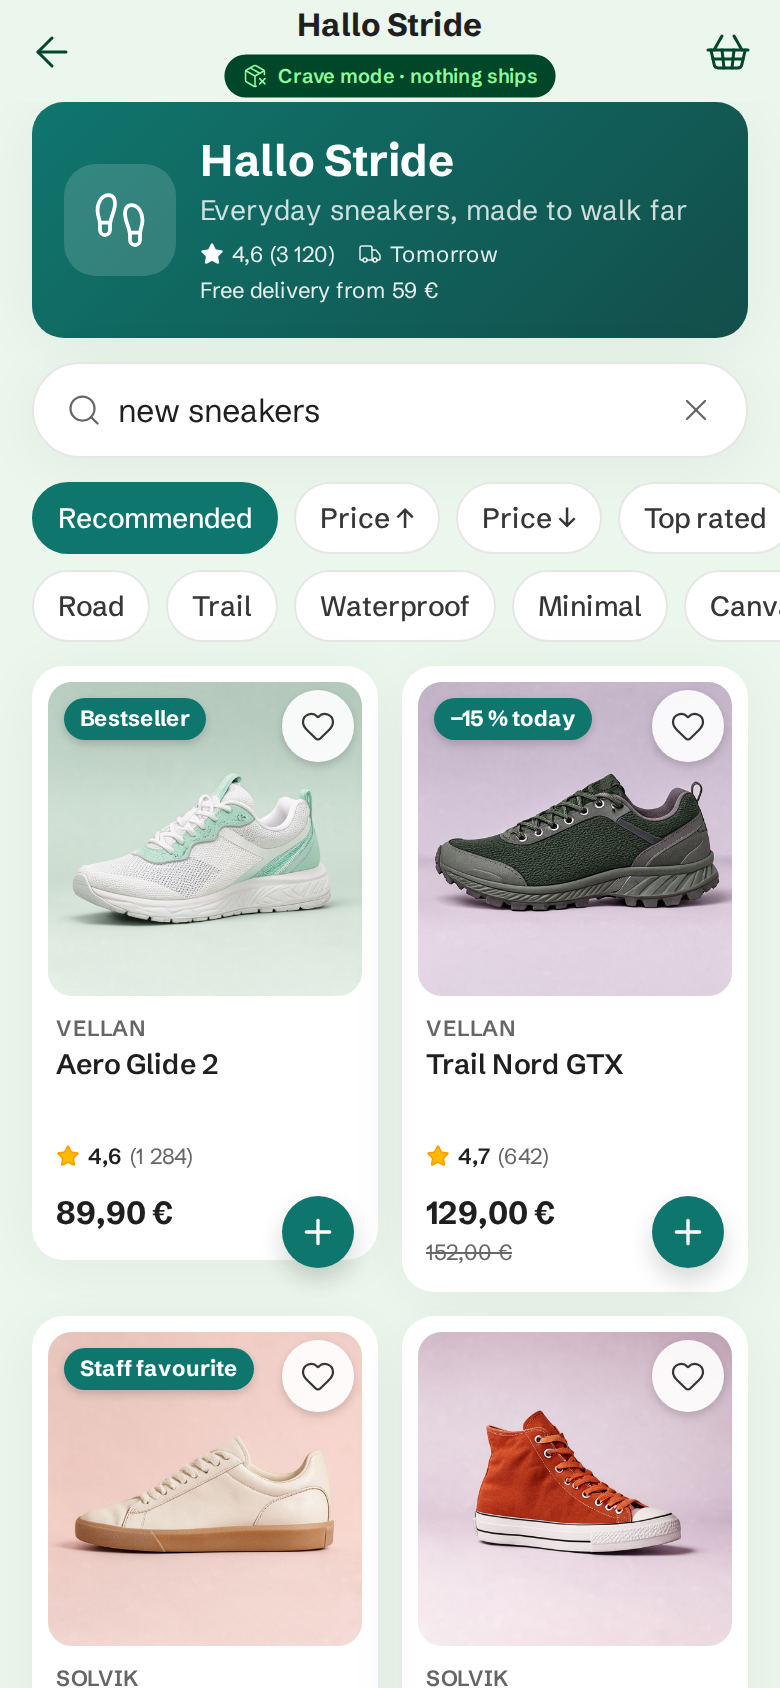 Hallo Stride
Crave mode · nothing ships
Hallo Stride
Everyday sneakers, made to walk far
4,6 (3 120) Tomorrow
Free delivery from 59 €
new sneakers
Recommended Price ↑ Price ↓ Top rated
Road Trail Waterproof Minimal Canva
Bestseller
−15 % today
VELLAN
Aero Glide 2
4,6 (1 284)
89,90 €
VELLAN
Trail Nord GTX
4,7 (642)
129,00 €
152,00 €
Staff favourite
SOLVIK
SOLVIK